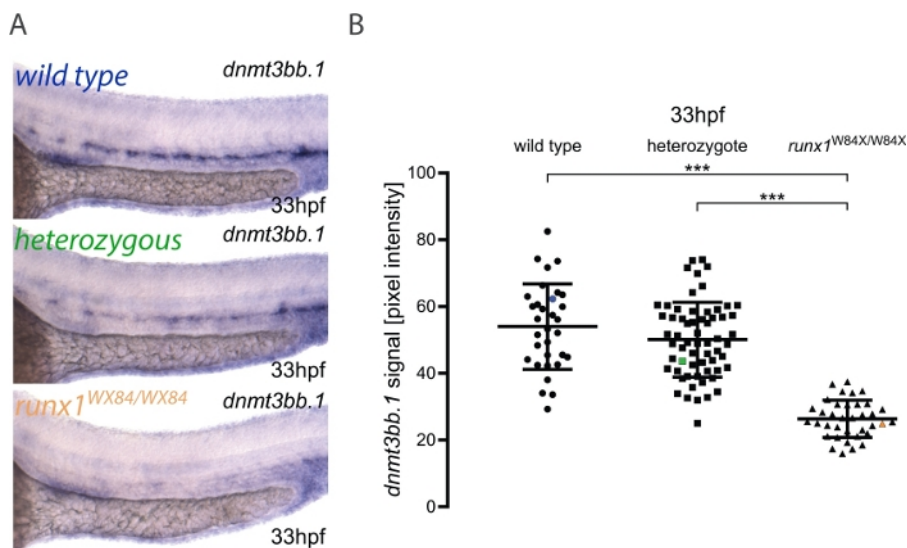 A
wild type
dnmt3bb.1
33hpf
heterozygous
dnmt3bb.1
33hpf
runx1WX84/WX84
dnmt3bb.1
33hpf
B
33hpf
wild type
heterozygote
runx1W84X/W84X
***
***
dnmt3bb.1 signal [pixel intensity]
100
80
60
40
20
0